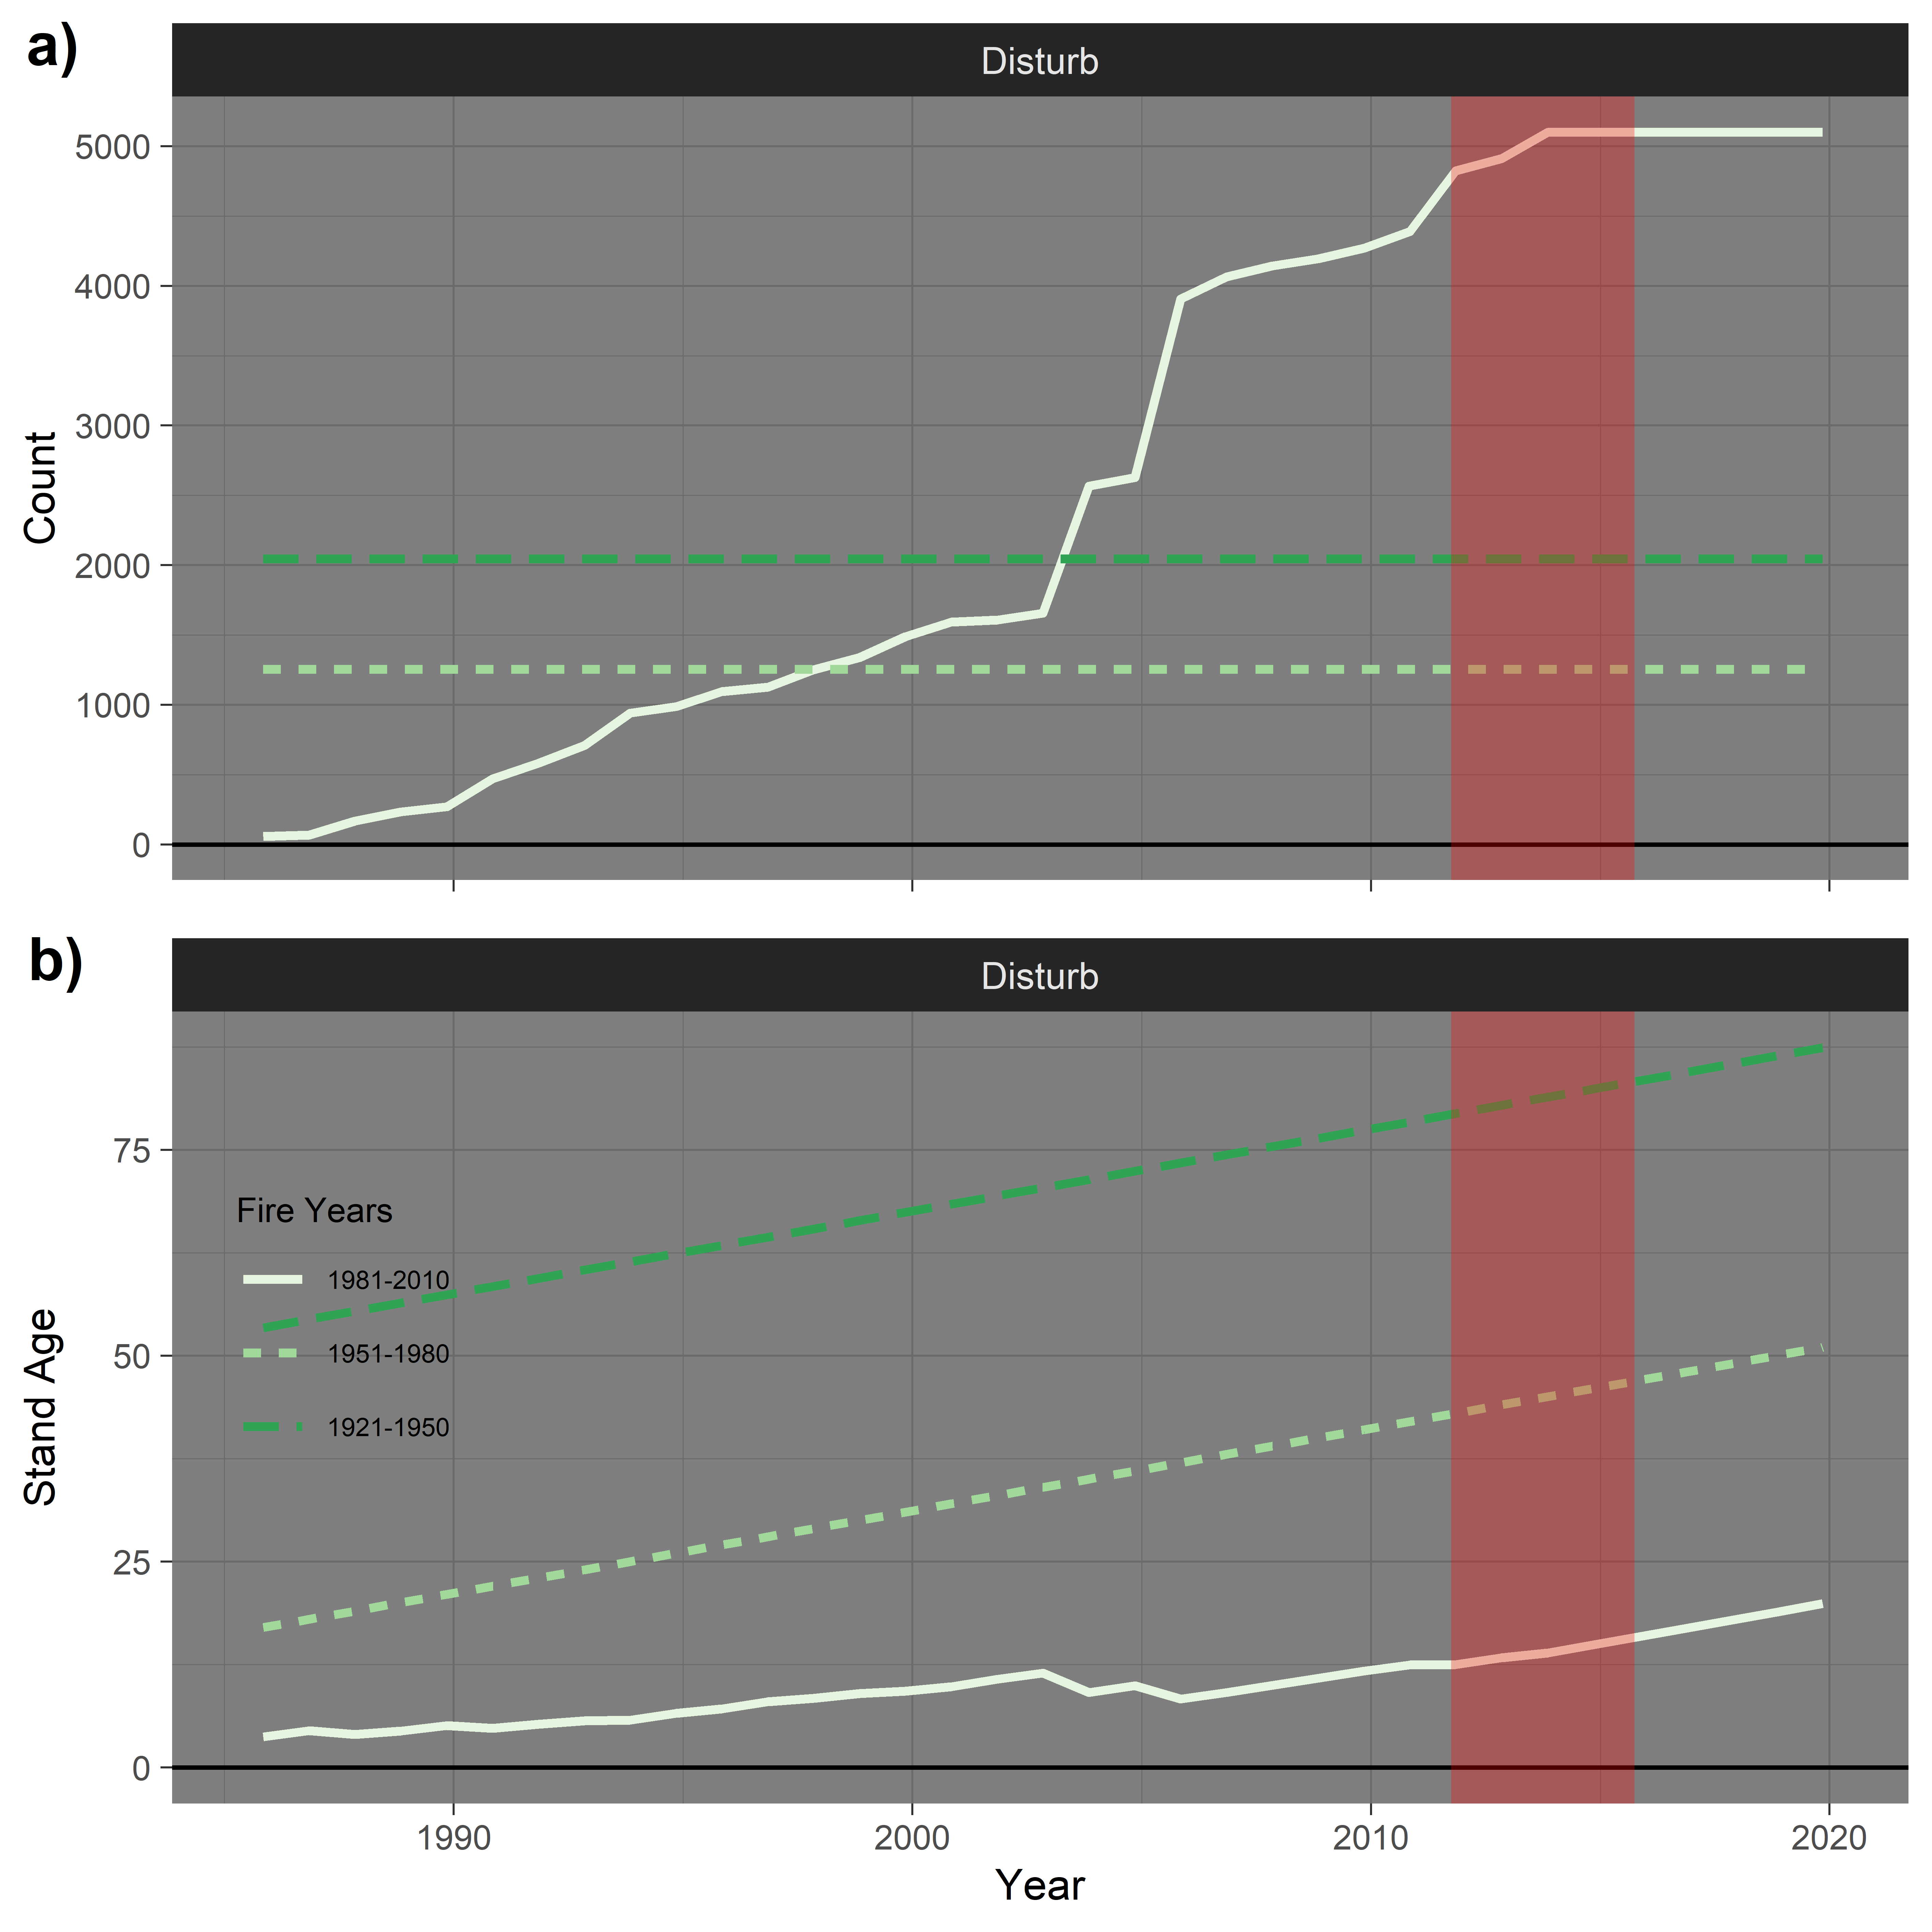 a)
Disturb
5000
4000
3000
2000
1000
0
Count
b)
Disturb
75
50
25
0
Stand Age
Fire Years
1981-2010
1951-1980
1921-1950
1990 2000 2010 2020
Year